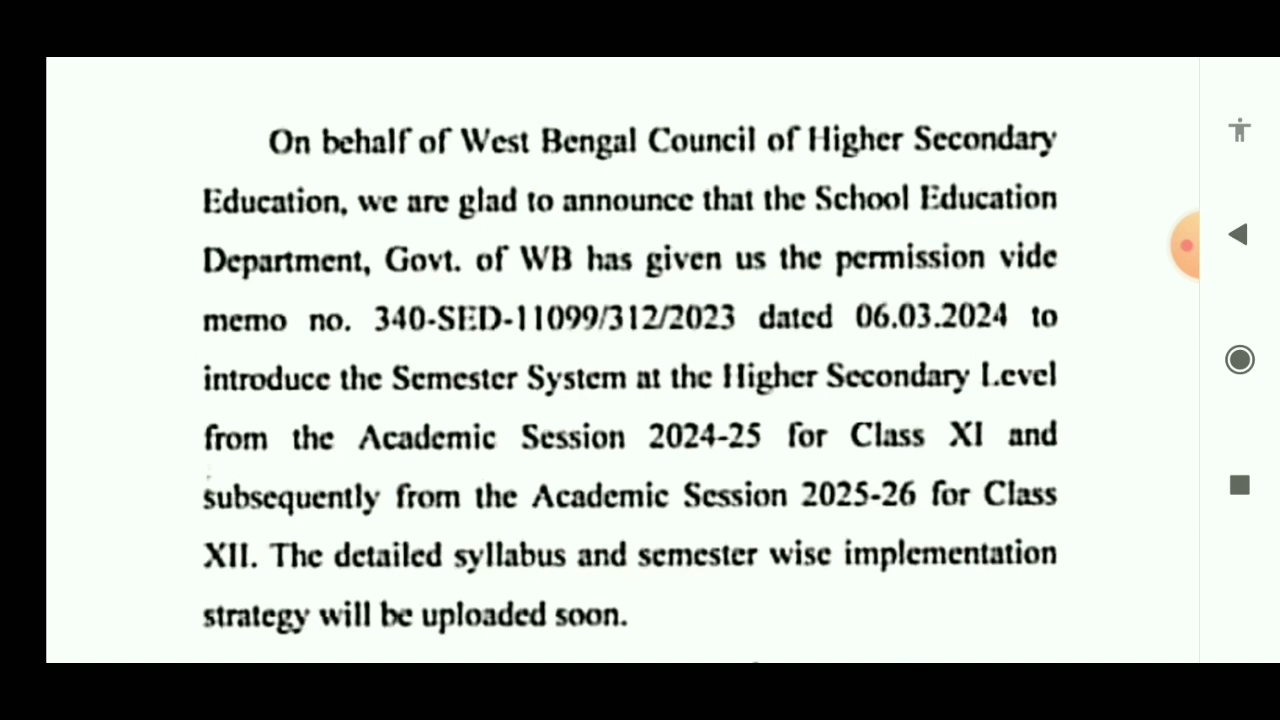 On behalf of West Bengal Council of Higher Secondary
Education, we are glad to announce that the School Education
Department, Govt. of WB has given us the permission vide
memo no. 340-SED-11099/312/2023 dated 06.03.2024 to
introduce the Semester System at the Higher Secondary Level
from the Academic Session 2024-25 for Class XI and
subsequently from the Academic Session 2025-26 for Class
XII. The detailed syllabus and semester wise implementation
strategy will be uploaded soon.